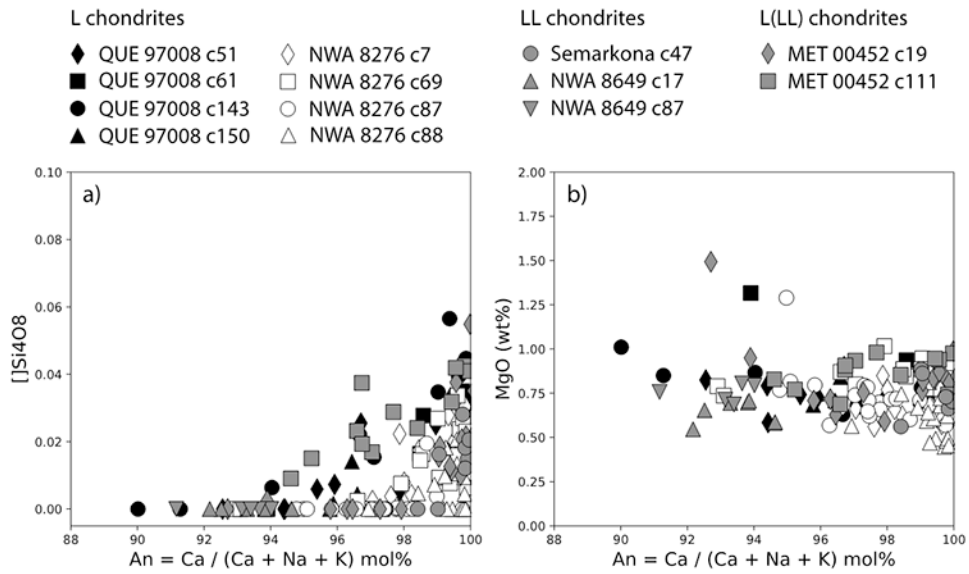 L chondrites
QUE 97008 c51
QUE 97008 c61
QUE 97008 c143
QUE 97008 c150
NWA 8276 c7
NWA 8276 c69
NWA 8276 c87
NWA 8276 c88
LL chondrites
Semarkona c47
NWA 8649 c17
NWA 8649 c87
L(LL) chondrites
MET 00452 c19
MET 00452 c111
a)
[]Si4O8
0.10
0.08
0.06
0.04
0.02
0.00
88 90 92 94 96 98 100
An = Ca / (Ca + Na + K) mol%
b)
MgO (wt%)
2.00
1.75
1.50
1.25
1.00
0.75
0.50
0.25
0.00
88 90 92 94 96 98 100
An = Ca / (Ca + Na + K) mol%